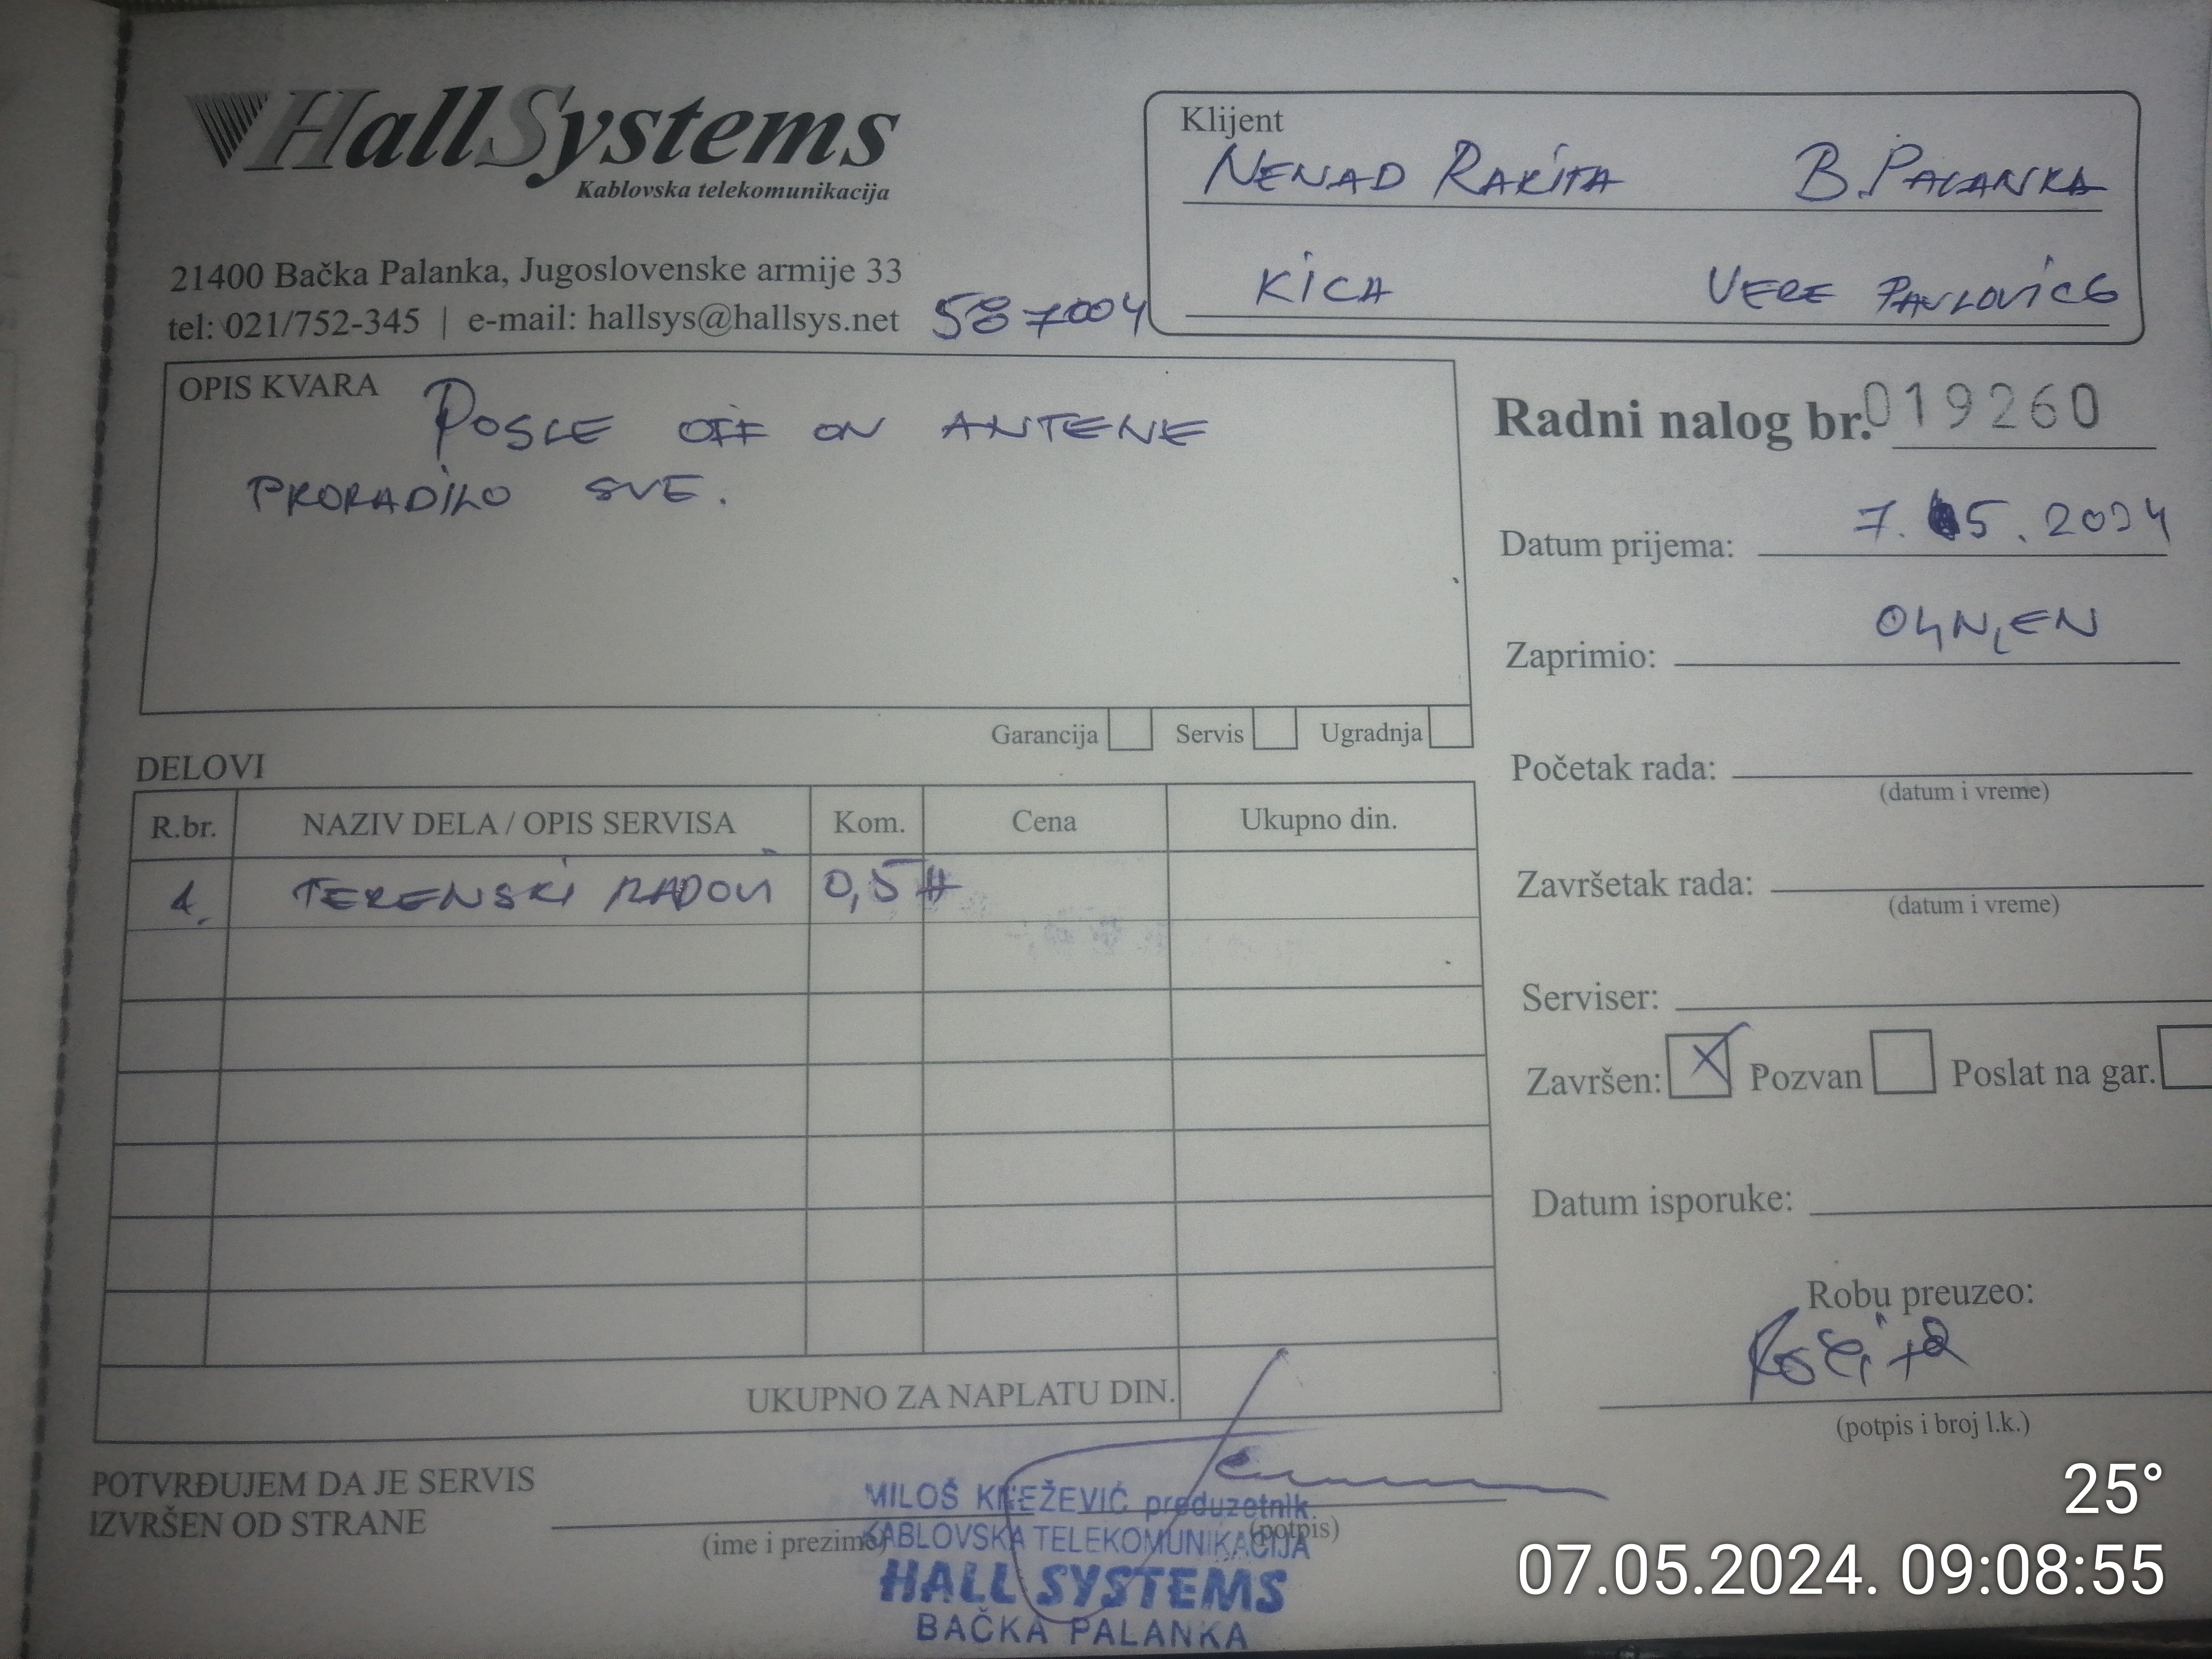 HallSystems
Kablovska telekomunikacija
21400 Bačka Palanka, Jugoslovenske armije 33
tel: 021/752-345 | e-mail: hallsys@hallsys.net
587004
Klijent
NENAD RAKITA B.PALANKA
KICA VERE PAVLOVIC6
OPIS KVARA
POSLE OFF ON ANTENE
PRORADILO SVE.
Garancija Servis Ugradnja
Radni nalog br. 019260
Datum prijema: 7. 5. 2024
Zaprimio: OGNJEN
Početak rada:
(datum i vreme)
Završetak rada:
(datum i vreme)
Serviser:
Završen: X Pozvan Poslat na gar.
Datum isporuke:
Robu preuzeo:
(potpis i broj l.k.)
DELOVI
R.br. NAZIV DELA / OPIS SERVISA Kom. Cena Ukupno din.
1. TERENSKI RADOVI 0,5H
UKUPNO ZA NAPLATU DIN.
POTVRĐUJEM DA JE SERVIS
IZVRŠEN OD STRANE
(ime i prezime) (potpis)
MILOŠ KNEŽEVIĆ preduzetnik
KABLOVSKA TELEKOMUNIKACIJA
HALL SYSTEMS
BAČKA PALANKA
25°
07.05.2024. 09:08:55